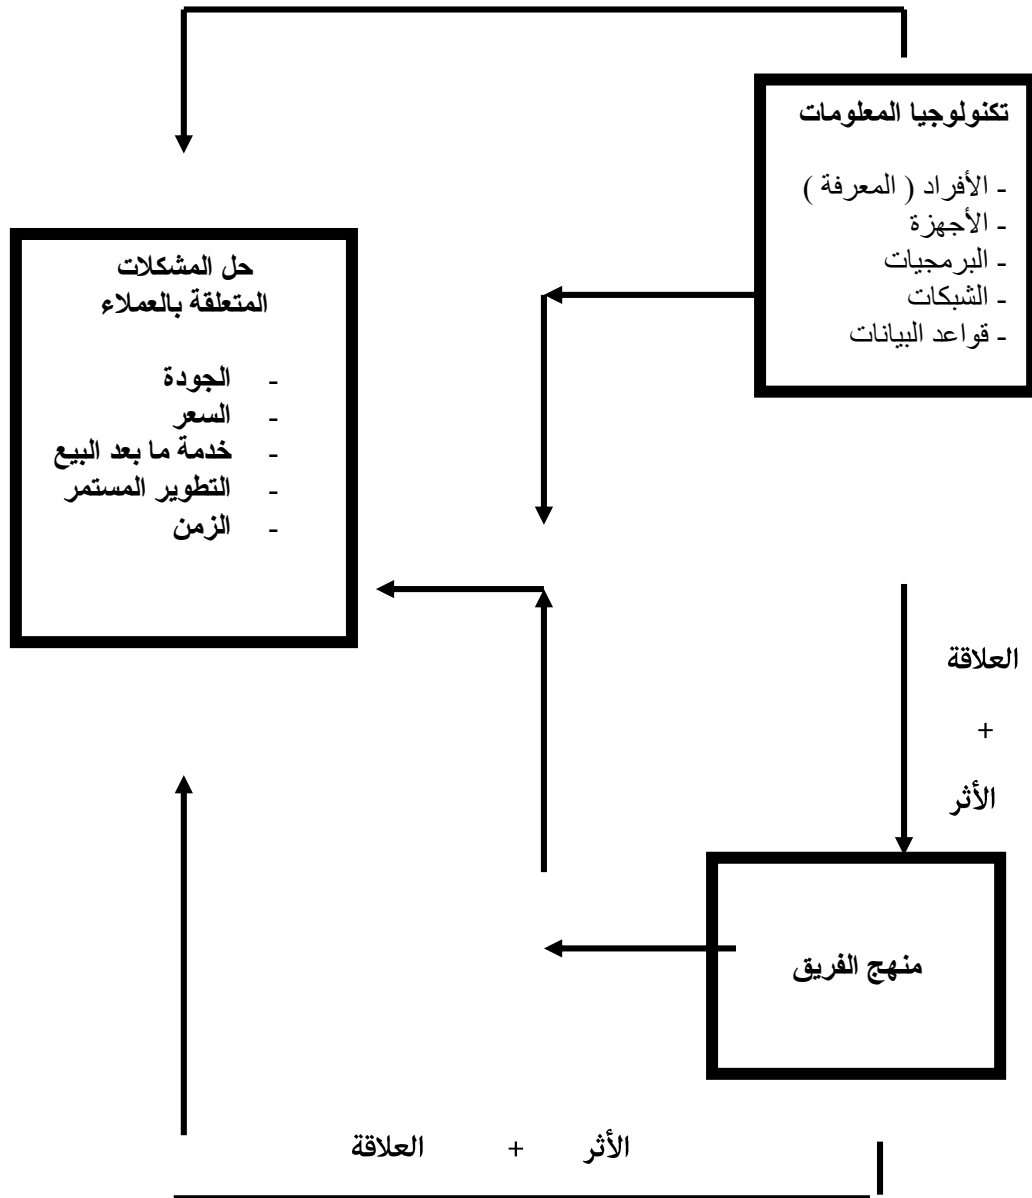 تكنولوجيا المعلومات
- الأفراد ( المعرفة )
- الأجهزة
- البرمجيات
- الشبكات
- قواعد البيانات
حل المشكلات
المتعلقة بالعملاء
- الجودة
- السعر
- خدمة ما بعد البيع
- التطوير المستمر
- الزمن
العلاقة
+
الأثر
منهج الفريق
الأثر + العلاقة